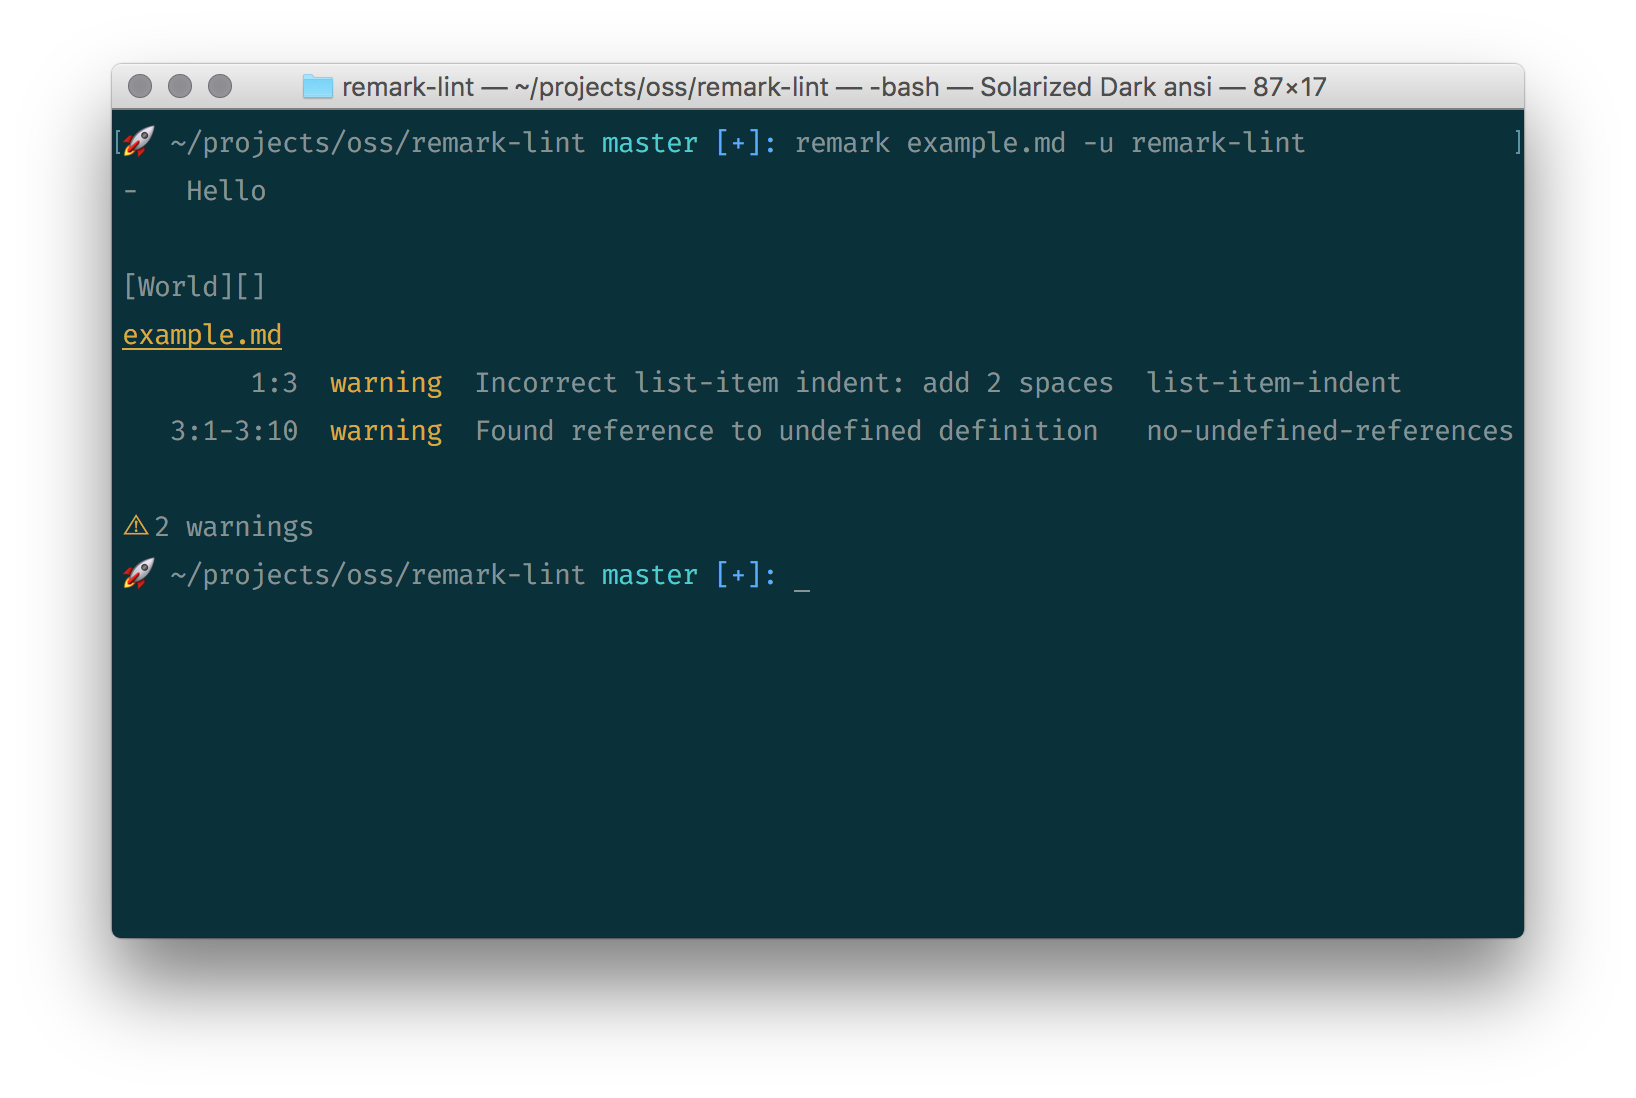 remark-lint — ~/projects/oss/remark-lint — -bash — Solarized Dark ansi — 87×17
[🚀 ~/projects/oss/remark-lint master [+]: remark example.md -u remark-lint ]
-   Hello
[World][]
example.md
1:3  warning  Incorrect list-item indent: add 2 spaces  list-item-indent
3:1-3:10  warning  Found reference to undefined definition   no-undefined-references
⚠ 2 warnings
🚀 ~/projects/oss/remark-lint master [+]: _